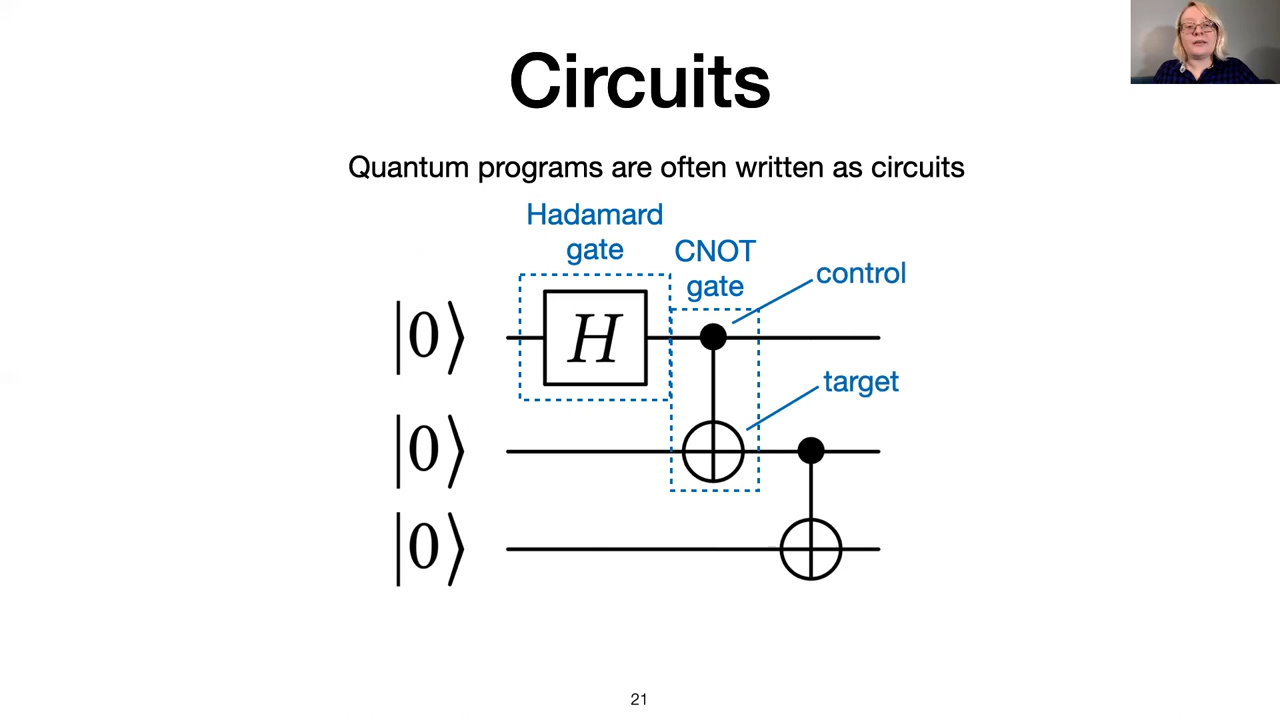 Circuits
Quantum programs are often written as circuits
Hadamard
gate
CNOT
gate
control
|0⟩
H
target
|0⟩
|0⟩
21